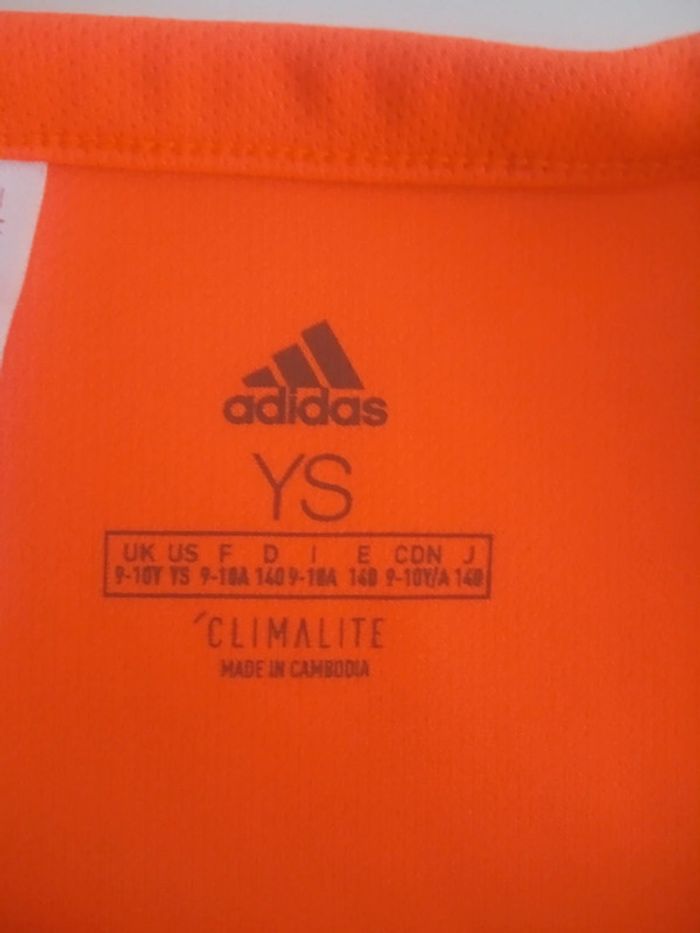 adidas
YS
UK US F D I E CDN J
9-10Y YS 9-10A 140 9-10A 140 9-10Y/A 140
CLIMALITE
MADE IN CAMBODIA